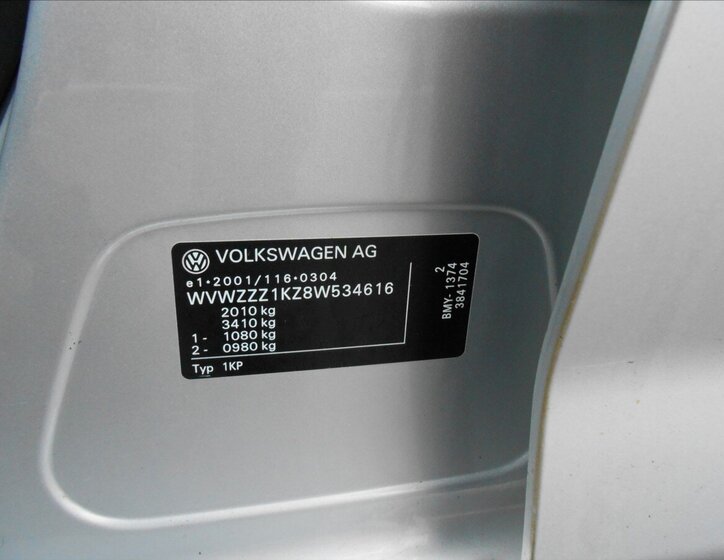 VOLKSWAGEN AG
e1*2001/116*0304
WVWZZZ1KZ8W534616
2010 kg
3410 kg
1- 1080 kg
2- 0980 kg
Typ 1KP
2
BMY-1374
3841704